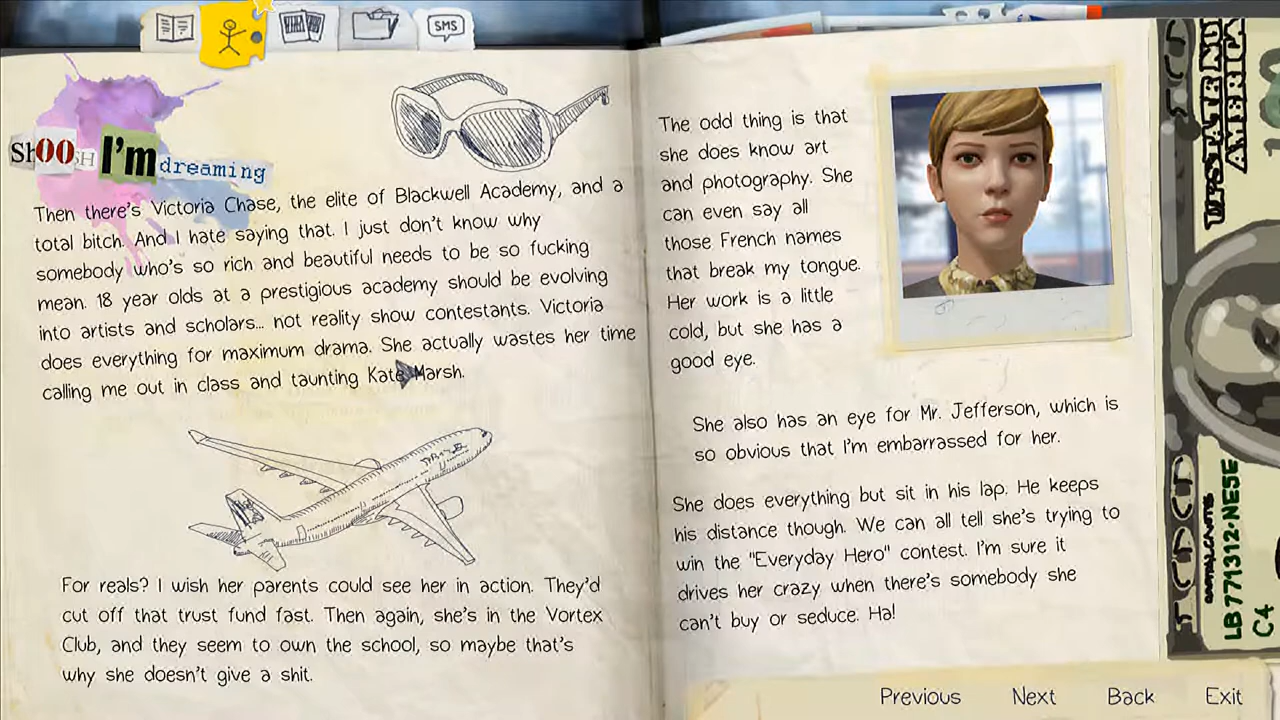 SMS
ShOOSH I'm dreaming
Then there's Victoria Chase, the elite of Blackwell Academy, and a
total bitch. And I hate saying that. I just don't know why
somebody who's so rich and beautiful needs to be so fucking
mean. 18 year olds at a prestigious academy should be evolving
into artists and scholars... not reality show contestants. Victoria
does everything for maximum drama. She actually wastes her time
calling me out in class and taunting Kate Marsh.
For reals? I wish her parents could see her in action. They'd
cut off that trust fund fast. Then again, she's in the Vortex
Club, and they seem to own the school, so maybe that's
why she doesn't give a shit.
The odd thing is that
she does know art
and photography. She
can even say all
those French names
that break my tongue.
Her work is a little
cold, but she has a
good eye.
She also has an eye for Mr. Jefferson, which is
so obvious that I'm embarrassed for her.
She does everything but sit in his lap. He keeps
his distance though. We can all tell she's trying to
win the "Everyday Hero" contest. I'm sure it
drives her crazy when there's somebody she
can't buy or seduce. Ha!
AMERICA
LB771312-NE5E
C4
Previous Next Back Exit